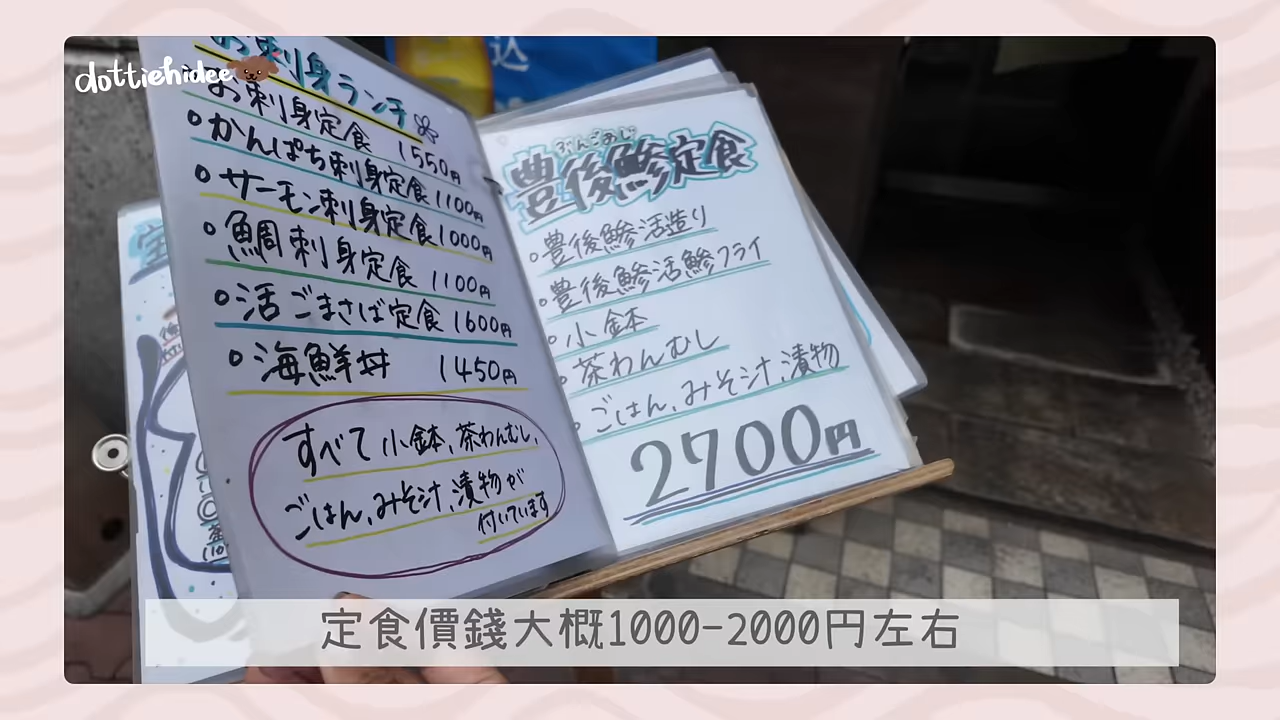 dottiehidee
お刺身ランチ
お刺身定食 1550円
かんぱち刺身定食 1100円
サーモン刺身定食 1000円
鯛刺身定食 1100円
活ごまさば定食 1600円
海鮮丼 1450円
すべて小鉢、茶わんむし、
ごはん、みそ汁、漬物が
付いています
込
ぶんごあじ
豊後鯵定食
豊後鯵活造り
豊後鯵活鯵フライ
小鉢
茶わんむし
ごはん、みそ汁、漬物
2700円
定食價錢大概1000-2000円左右